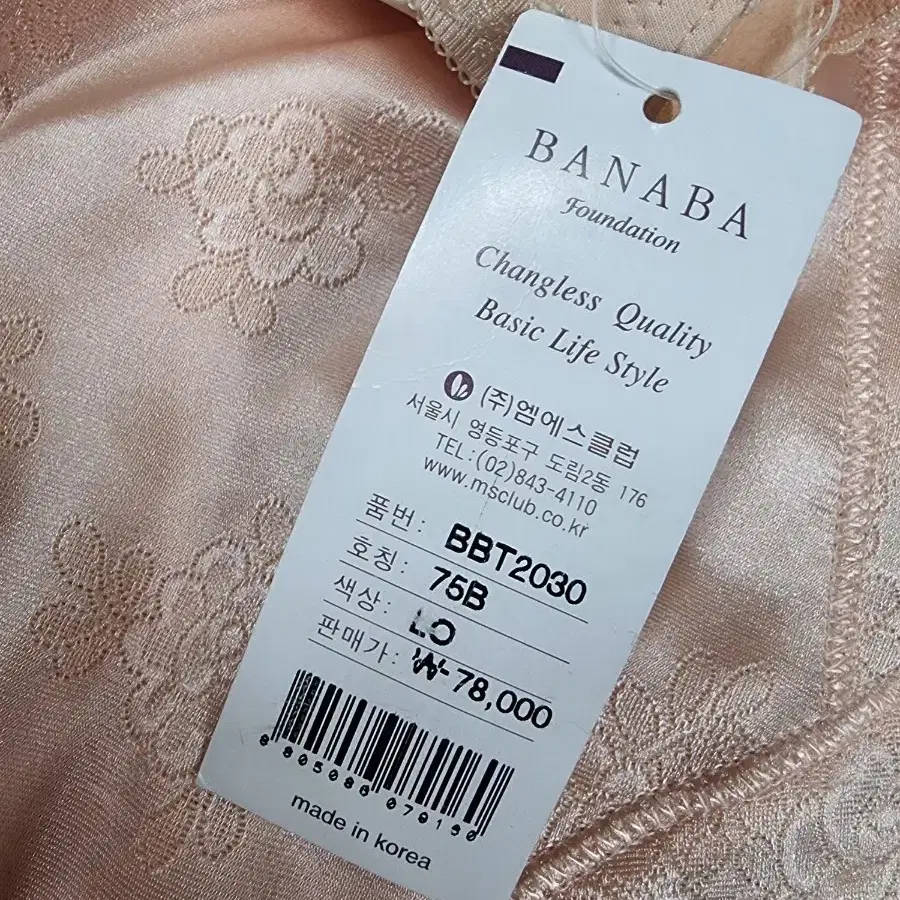 BANABA
Foundation
Changless Quality
Basic Life Style
(주)엠에스클럽
서울시 영등포구 도림2동 176
TEL:(02)843-4110
www.msclub.co.kr
품번: BBT2030
호칭: 75B
색상: LO
판매가: ₩-78,000
8805086079190
made in korea